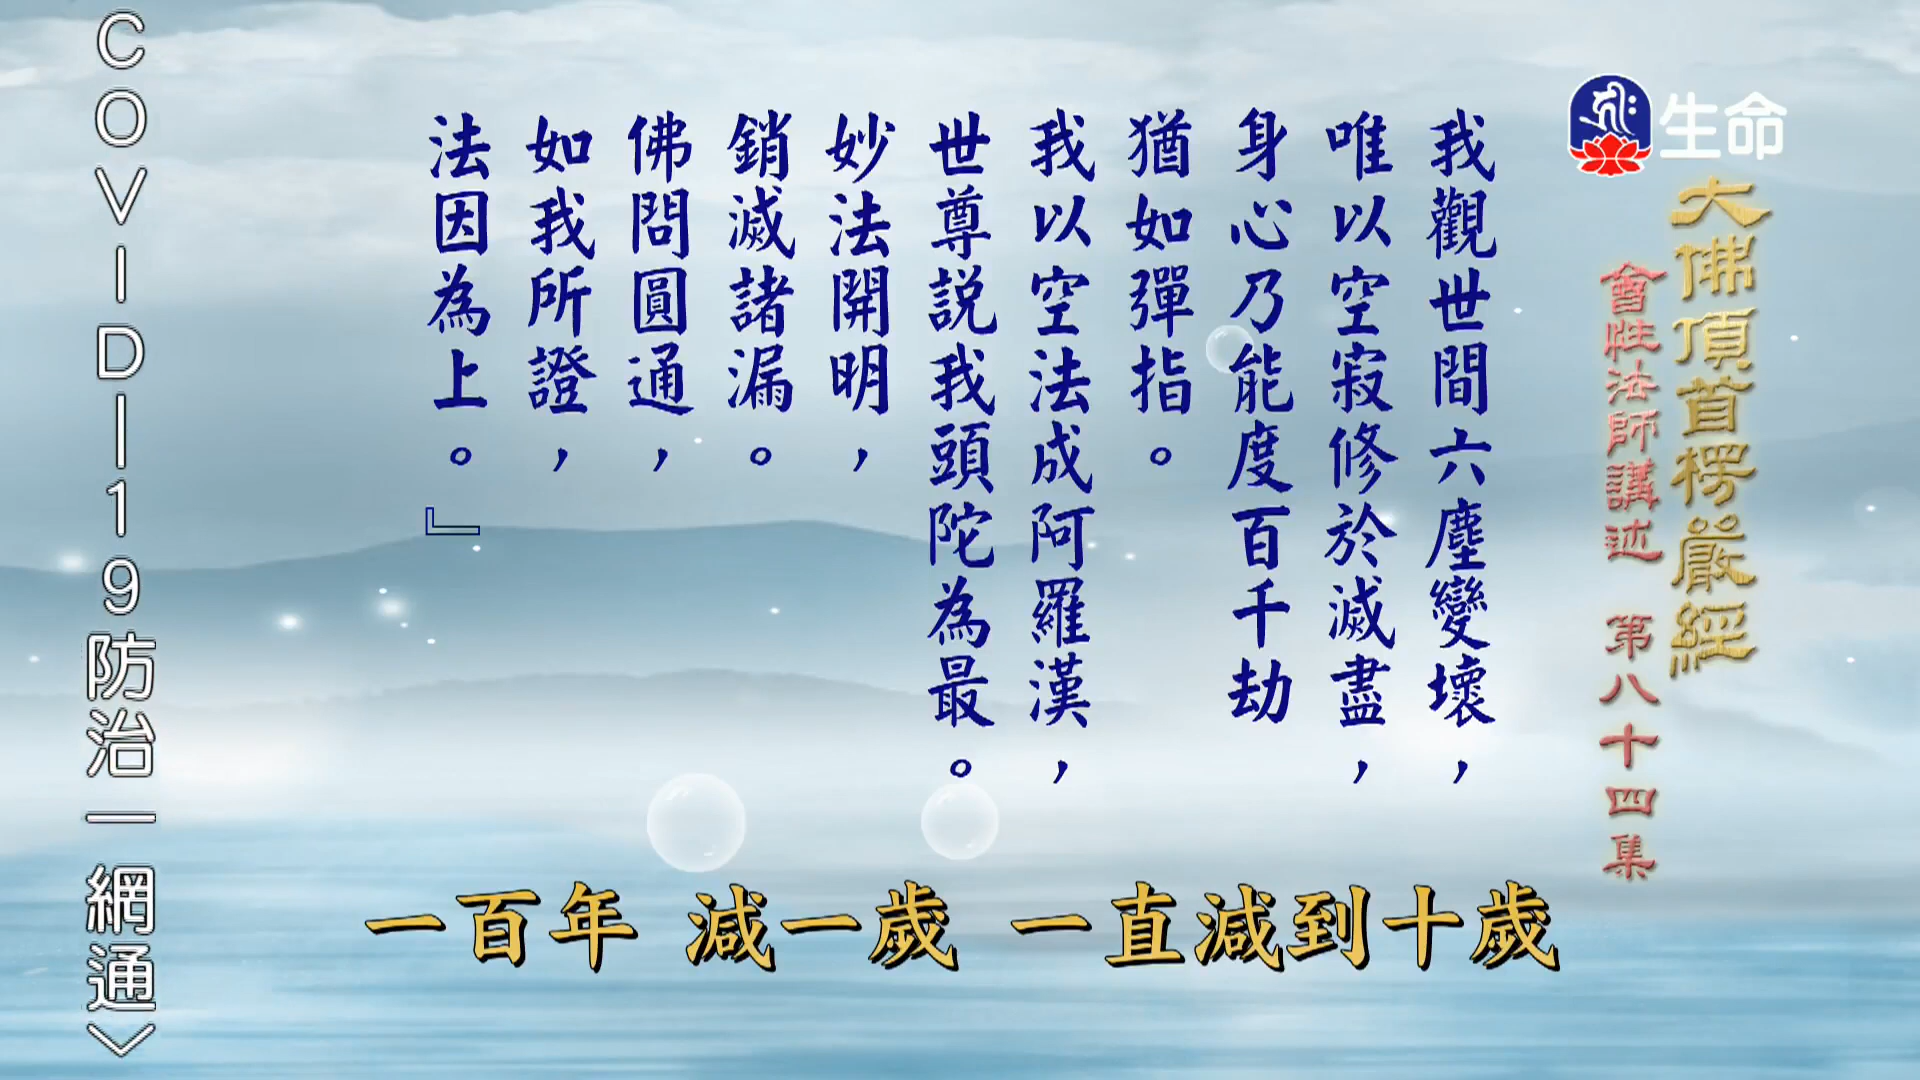 生命
大佛頂首楞嚴經
會性法師講述 第八十四集
我觀世間六塵變壞，
唯以空寂修於滅盡，
身心乃能度百千劫
猶如彈指。
我以空法成阿羅漢，
世尊説我頭陀為最。
妙法開明，
銷滅諸漏。
佛問圓通，
如我所證，
法因為上。』
COVID-19防治一網通〉
一百年 減一歲 一直減到十歲